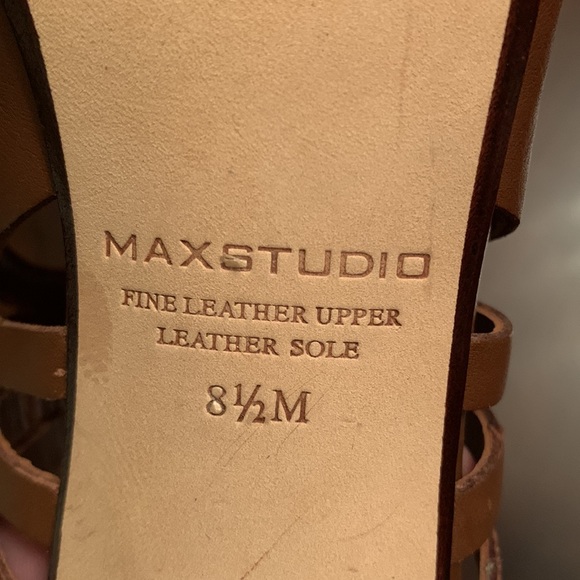 MAXSTUDIO
FINE LEATHER UPPER
LEATHER SOLE
8½M